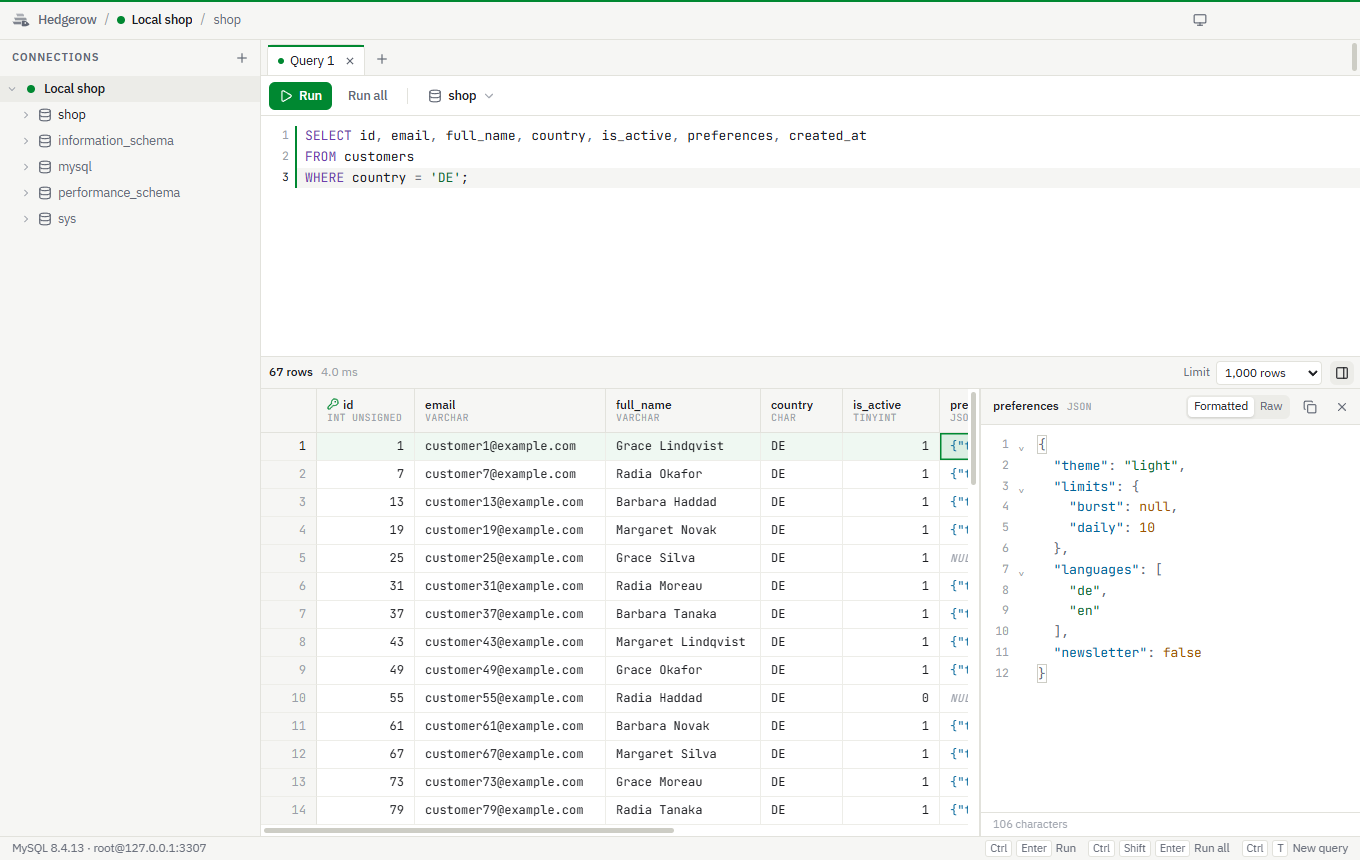 Hedgerow / Local shop / shop
CONNECTIONS
Local shop
shop
information_schema
mysql
performance_schema
sys
Query 1
Run Run all shop
1 SELECT id, email, full_name, country, is_active, preferences, created_at
2 FROM customers
3 WHERE country = 'DE';
67 rows 4.0 ms Limit 1,000 rows
id email full_name country is_active pre
INT UNSIGNED VARCHAR VARCHAR CHAR TINYINT JSO
1 1 customer1@example.com Grace Lindqvist DE 1 {"t
2 7 customer7@example.com Radia Okafor DE 1 {"t
3 13 customer13@example.com Barbara Haddad DE 1 {"t
4 19 customer19@example.com Margaret Novak DE 1 {"t
5 25 customer25@example.com Grace Silva DE 1 NUL
6 31 customer31@example.com Radia Moreau DE 1 {"t
7 37 customer37@example.com Barbara Tanaka DE 1 {"t
8 43 customer43@example.com Margaret Lindqvist DE 1 {"t
9 49 customer49@example.com Grace Okafor DE 1 {"t
10 55 customer55@example.com Radia Haddad DE 0 NUL
11 61 customer61@example.com Barbara Novak DE 1 {"t
12 67 customer67@example.com Margaret Silva DE 1 {"t
13 73 customer73@example.com Grace Moreau DE 1 {"t
14 79 customer79@example.com Radia Tanaka DE 1 {"t
preferences JSON Formatted Raw
1 {
2 "theme": "light",
3 "limits": {
4 "burst": null,
5 "daily": 10
6 },
7 "languages": [
8 "de",
9 "en"
10 ],
11 "newsletter": false
12 }
106 characters
MySQL 8.4.13 · root@127.0.0.1:3307 Ctrl Enter Run Ctrl Shift Enter Run all Ctrl T New query